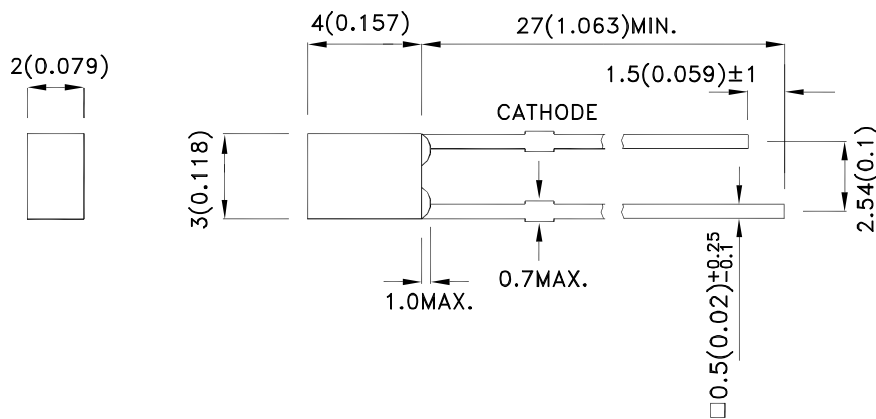 4(0.157)
27(1.063)MIN.
2(0.079)
1.5(0.059)±1
CATHODE
3(0.118)
2.54(0.1)
0.7MAX.
1.0MAX.
□0.5(0.02)±0.25
-0.1